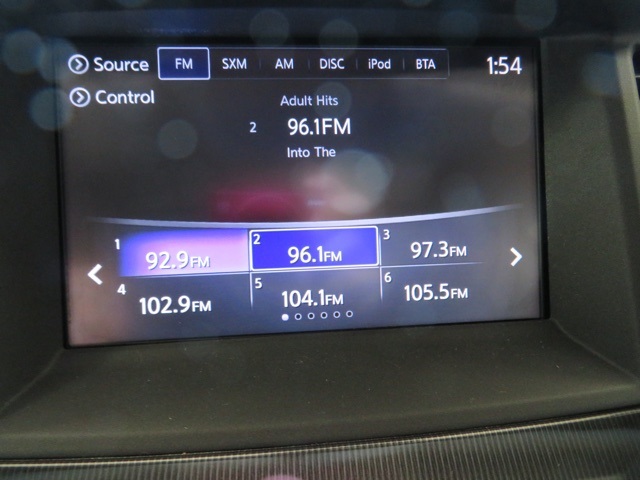 Source FM SXM AM DISC iPod BTA 1:54
Control
Adult Hits
2 96.1FM
Into The
1 92.9FM 2 96.1FM 3 97.3FM
4 102.9FM 5 104.1FM 6 105.5FM